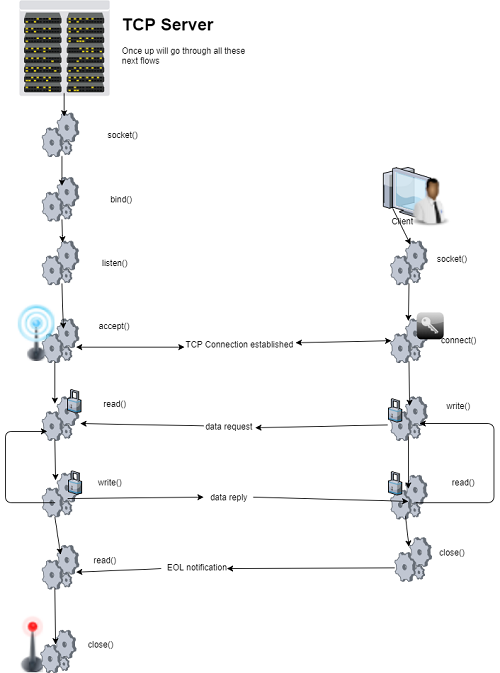 TCP Server
Once up will go through all these
next flows
socket()
bind()
Client
listen()
socket()
accept()
TCP Connection established
connect()
read()
write()
data request
write()
read()
data reply
read()
close()
EOL notification
close()